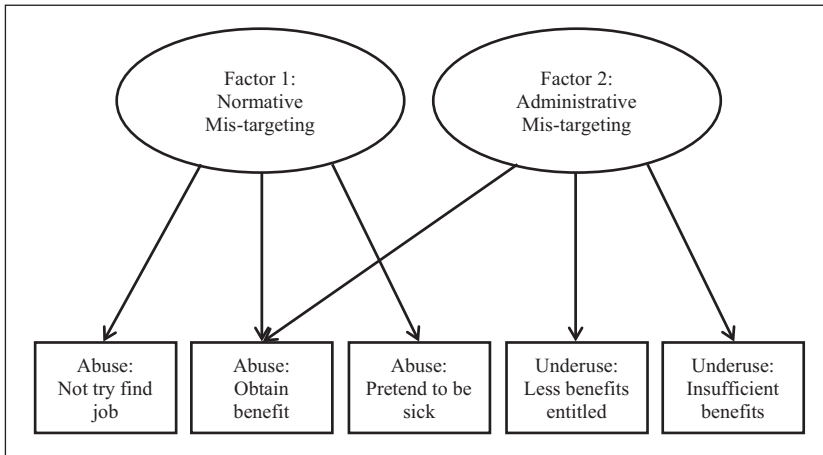 Factor 1:
Normative
Mis-targeting
Factor 2:
Administrative
Mis-targeting
Abuse:
Not try find
job
Abuse:
Obtain
benefit
Abuse:
Pretend to be
sick
Underuse:
Less benefits
entitled
Underuse:
Insufficient
benefits